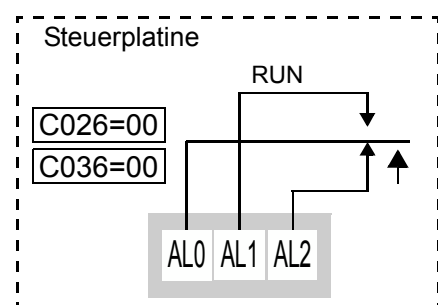 Steuerplatine
RUN
C026=00
C036=00
AL0 AL1 AL2